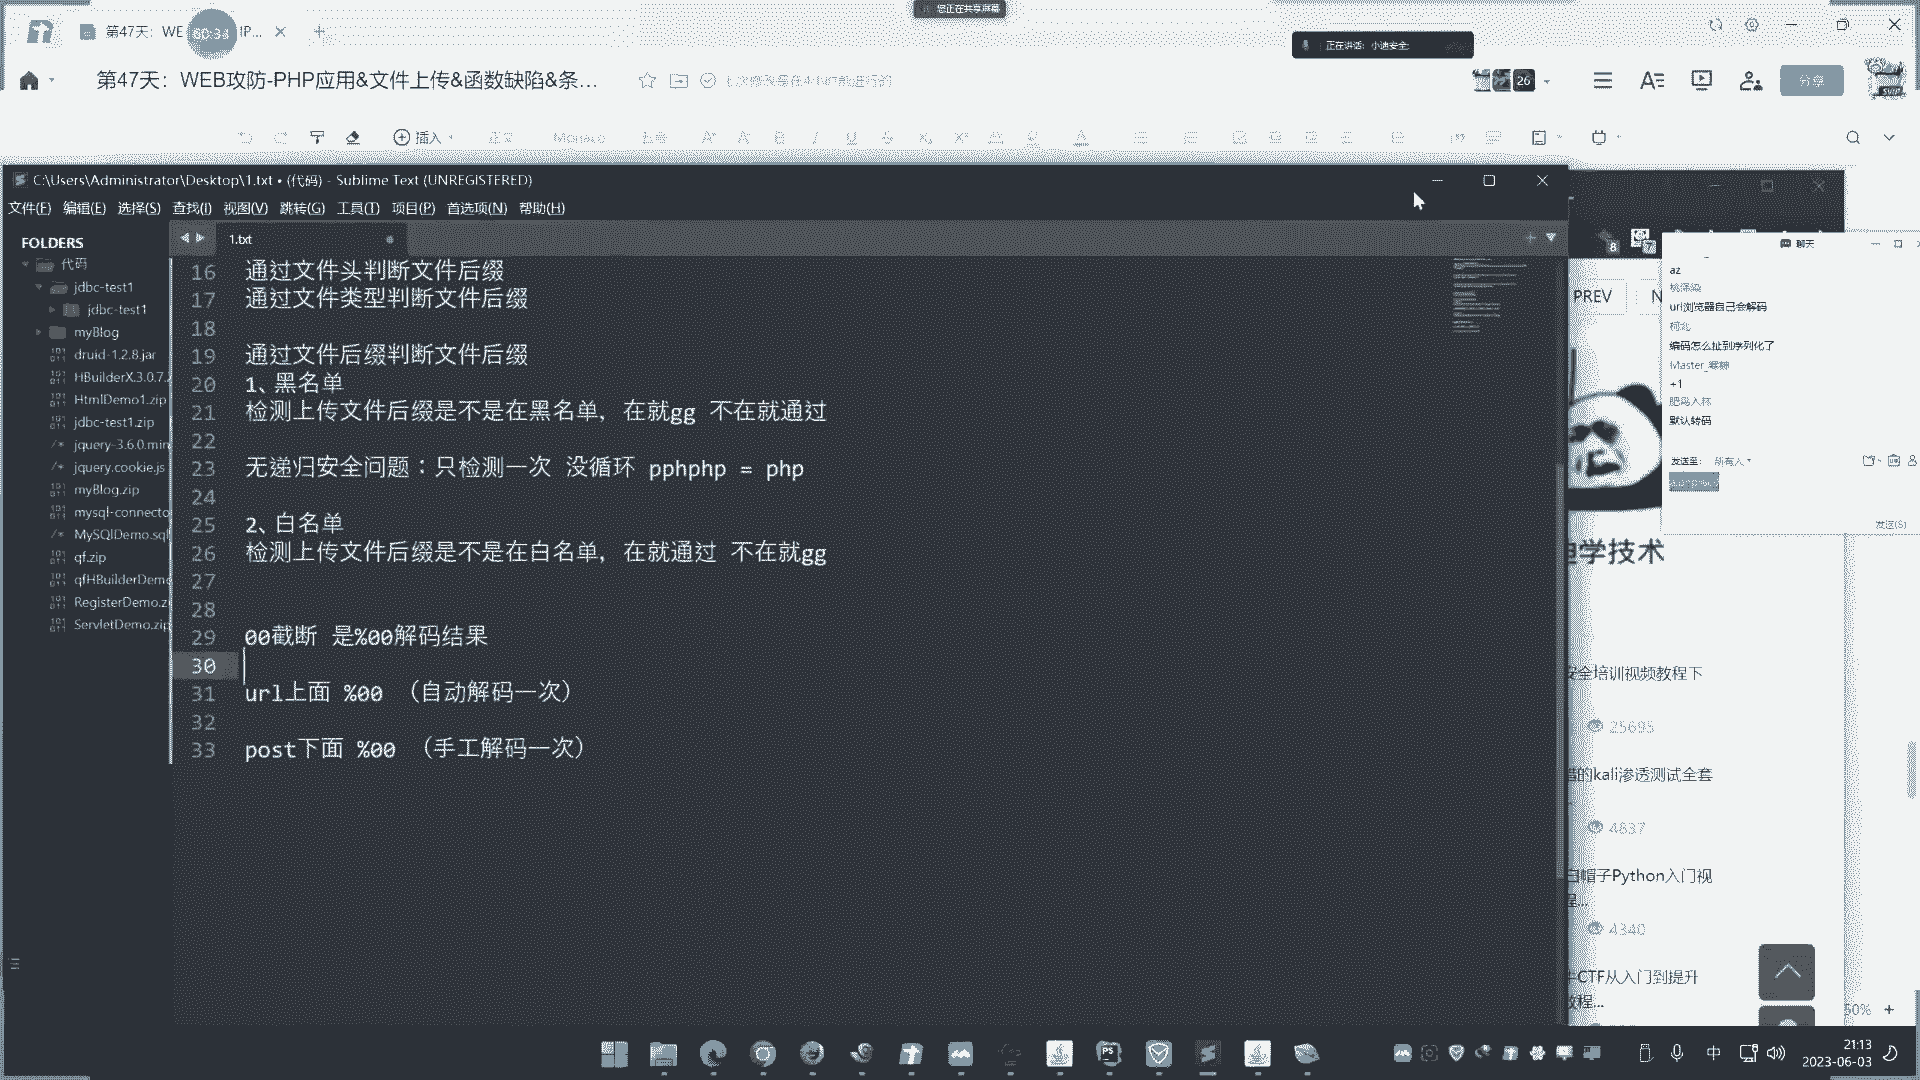 您正在共享屏幕
第47天：WE
60:34
IP...
正在讲话：小迪安全;
第47天：WEB攻防-PHP应用&文件上传&函数缺陷&条...
26
分享
插入
正文
Monaco
C:\Users\Administrator\Desktop\1.txt • (代码) - Sublime Text (UNREGISTERED)
文件(F) 编辑(E) 选择(S) 查找(I) 视图(V) 跳转(G) 工具(T) 项目(P) 首选项(N) 帮助(H)
FOLDERS
代码
jdbc-test1
jdbc-test1
myBlog
druid-1.2.8.jar
HBuilderX.3.0.7.
HtmlDemo1.zip
jdbc-test1.zip
jquery-3.6.0.min
jquery.cookie.js
myBlog.zip
mysql-connecto
MySQlDemo.sql
qf.zip
qfHBuilderDemo
RegisterDemo.z
ServletDemo.zip
1.txt
16 通过文件头判断文件后缀
17 通过文件类型判断文件后缀
18
19 通过文件后缀判断文件后缀
20 1、黑名单
21 检测上传文件后缀是不是在黑名单，在就gg 不在就通过
22
23 无递归安全问题：只检测一次 没循环 pphphp = php
24
25 2、白名单
26 检测上传文件后缀是不是在白名单，在就通过 不在就gg
27
28
29 00截断 是%00解码结果
30
31 url上面 %00 （自动解码一次）
32
33 post下面 %00 （手工解码一次）
8
7
PREV
N
聊天
az
url浏览器自己会解码
编码怎么扯到序列化了
+1
肥鸟入林
默认转码
发送至： 所有人
发送(S)
迪学技术
安全培训视频教程下
25695
的kali渗透测试全套
4837
白帽子Python入门视
程...
4340
CTF从入门到提升
教程...
50%
中
21:13
2023-06-03